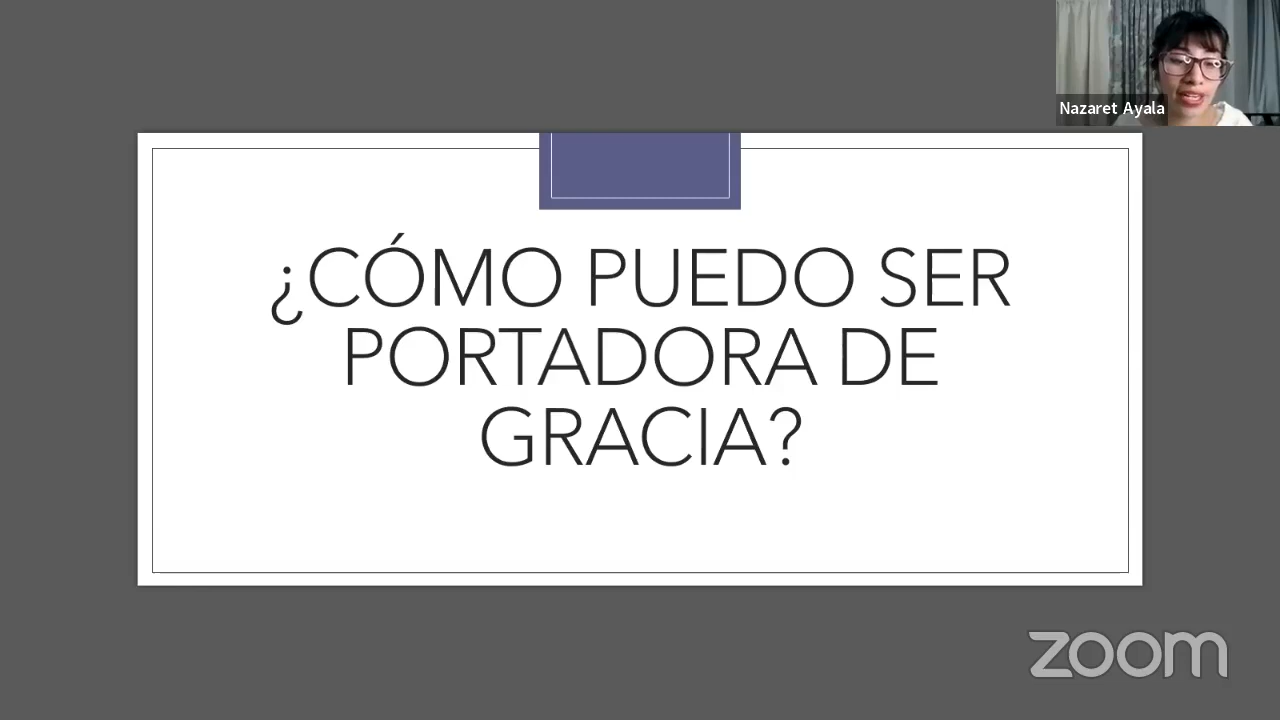 Nazaret Ayala
¿CÓMO PUEDO SER
PORTADORA DE
GRACIA?
zoom